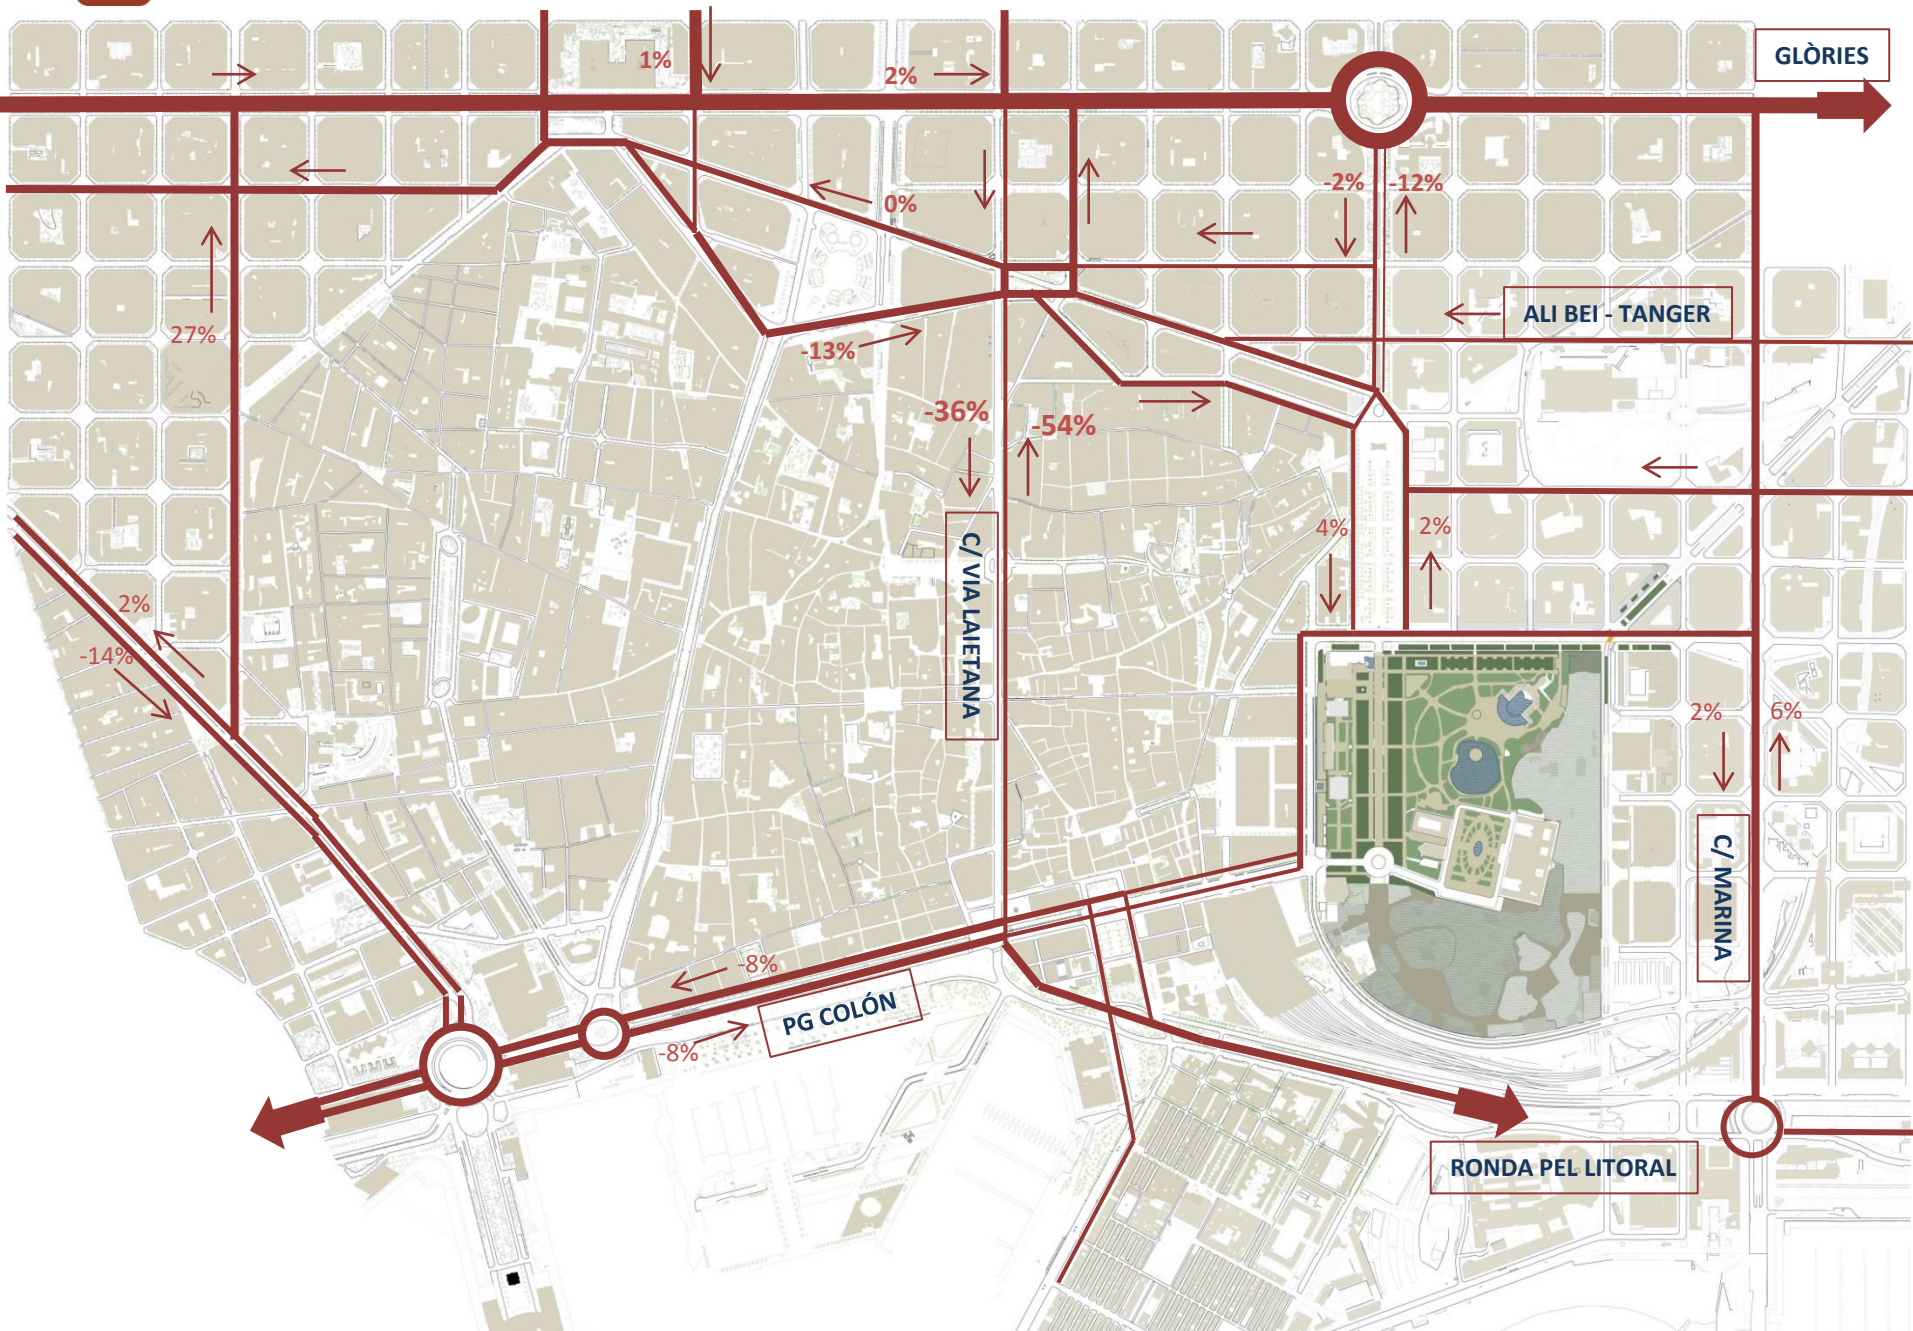 GLÒRIES
1%
2%
-2%
-12%
0%
ALI BEI - TANGER
27%
-13%
-36%
-54%
4%
2%
C/ VIA LAIETANA
2%
-14%
2%
6%
C/ MARINA
-8%
PG COLÓN
-8%
RONDA PEL LITORAL